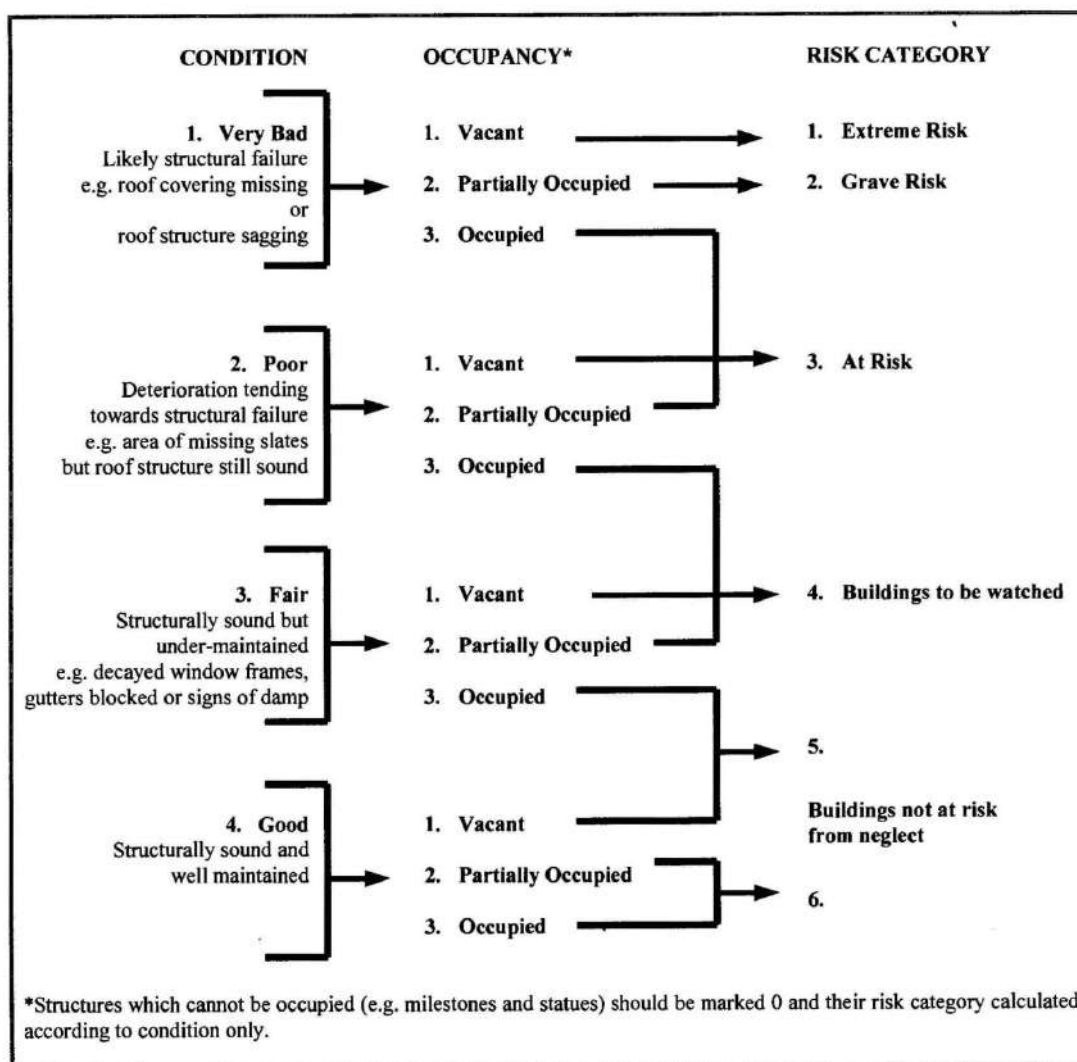 CONDITION OCCUPANCY* RISK CATEGORY
1. Very Bad
Likely structural failure
e.g. roof covering missing
or
roof structure sagging
1. Vacant
2. Partially Occupied
3. Occupied
1. Extreme Risk
2. Grave Risk
2. Poor
Deterioration tending
towards structural failure
e.g. area of missing slates
but roof structure still sound
1. Vacant
2. Partially Occupied
3. Occupied
3. At Risk
3. Fair
Structurally sound but
under-maintained
e.g. decayed window frames,
gutters blocked or signs of damp
1. Vacant
2. Partially Occupied
3. Occupied
4. Buildings to be watched
4. Good
Structurally sound and
well maintained
1. Vacant
2. Partially Occupied
3. Occupied
5.
Buildings not at risk
from neglect
6.
*Structures which cannot be occupied (e.g. milestones and statues) should be marked 0 and their risk category calculated
according to condition only.